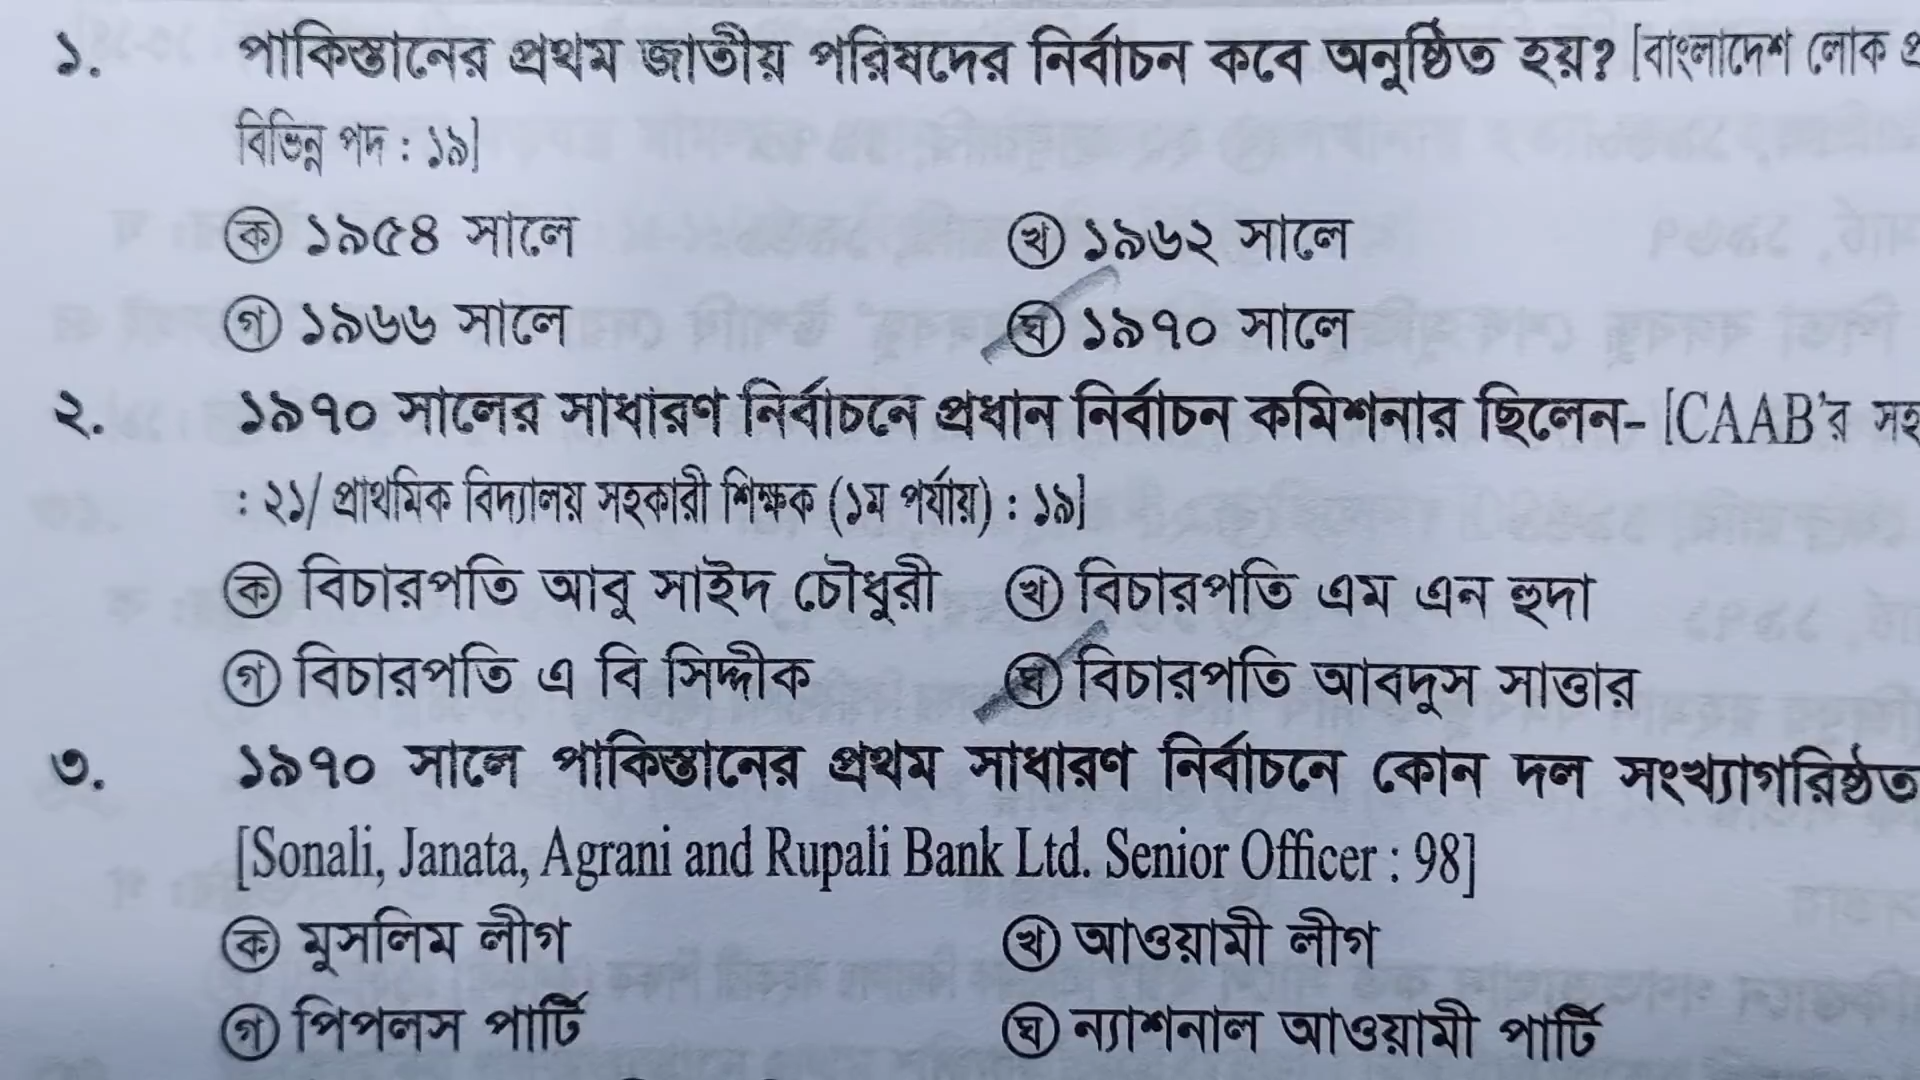 ১. পাকিস্তানের প্রথম জাতীয় পরিষদের নির্বাচন কবে অনুষ্ঠিত হয়? [বাংলাদেশ লোক
বিভিন্ন পদ : ১৯]
ক ১৯৫৪ সালে খ ১৯৬২ সালে
গ ১৯৬৬ সালে ঘ ১৯৭০ সালে
২. ১৯৭০ সালের সাধারণ নির্বাচনে প্রধান নির্বাচন কমিশনার ছিলেন- [CAAB'র সহ
: ২১/ প্রাথমিক বিদ্যালয় সহকারী শিক্ষক (১ম পর্যায়) : ১৯]
ক বিচারপতি আবু সাইদ চৌধুরী খ বিচারপতি এম এন হুদা
গ বিচারপতি এ বি সিদ্দীক ঘ বিচারপতি আবদুস সাত্তার
৩. ১৯৭০ সালে পাকিস্তানের প্রথম সাধারণ নির্বাচনে কোন দল সংখ্যাগরিষ্ঠত
[Sonali, Janata, Agrani and Rupali Bank Ltd. Senior Officer : 98]
ক মুসলিম লীগ খ আওয়ামী লীগ
গ পিপলস পার্টি ঘ ন্যাশনাল আওয়ামী পার্টি